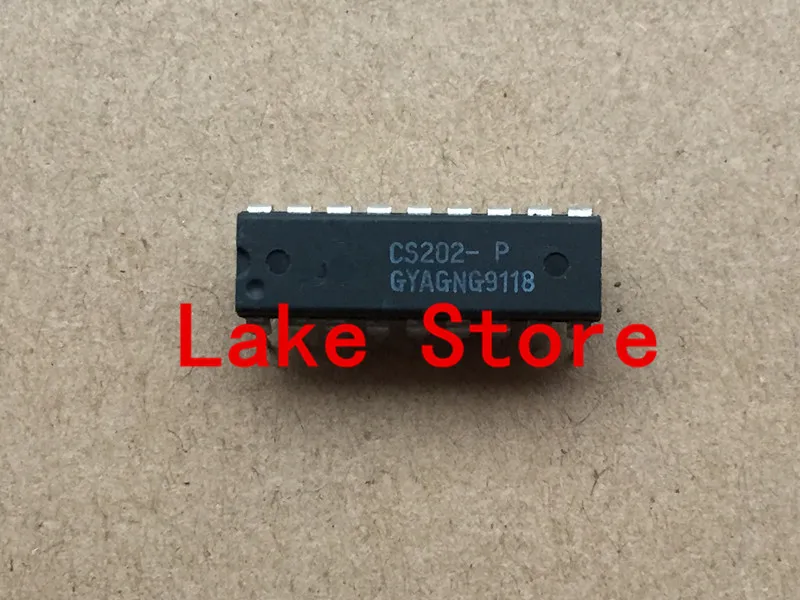 CS202- P
GYAGNG9118
Lake Store